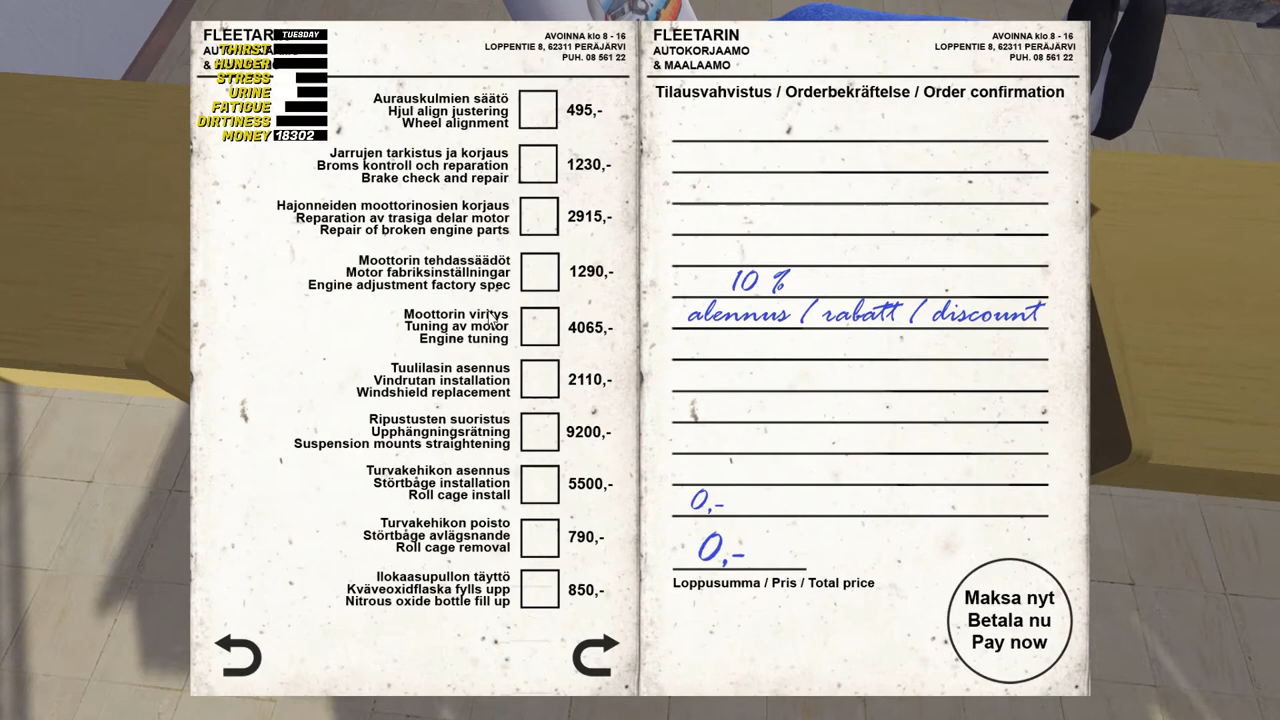 FLEETARIN
AUTOKORJAAMO
& MAALAAMO
AVOINNA klo 8 - 16
LOPPENTIE 8, 62311 PERÄJÄRVI
PUH. 08 561 22
TUESDAY
THIRST
HUNGER
STRESS
URINE
FATIGUE
DIRTINESS
MONEY 18302
Aurauskulmien säätö
Hjul align justering
Wheel alignment
495,-
Jarrujen tarkistus ja korjaus
Broms kontroll och reparation
Brake check and repair
1230,-
Hajonneiden moottorinosien korjaus
Reparation av trasiga delar motor
Repair of broken engine parts
2915,-
Moottorin tehdassäädöt
Motor fabriksinställningar
Engine adjustment factory spec
1290,-
Moottorin viritys
Tuning av motor
Engine tuning
4065,-
Tuulilasin asennus
Vindrutan installation
Windshield replacement
2110,-
Ripustusten suoristus
Upphängningsrätning
Suspension mounts straightening
9200,-
Turvakehikon asennus
Störtbåge installation
Roll cage install
5500,-
Turvakehikon poisto
Störtbåge avlägsnande
Roll cage removal
790,-
Ilokaasupullon täyttö
Kväveoxidflaska fylls upp
Nitrous oxide bottle fill up
850,-
FLEETARIN
AUTOKORJAAMO
& MAALAAMO
AVOINNA klo 8 - 16
LOPPENTIE 8, 62311 PERÄJÄRVI
PUH. 08 561 22
Tilausvahvistus / Orderbekräftelse / Order confirmation
10 %
alennus / rabatt / discount
0,-
0,-
Loppusumma / Pris / Total price
Maksa nyt
Betala nu
Pay now